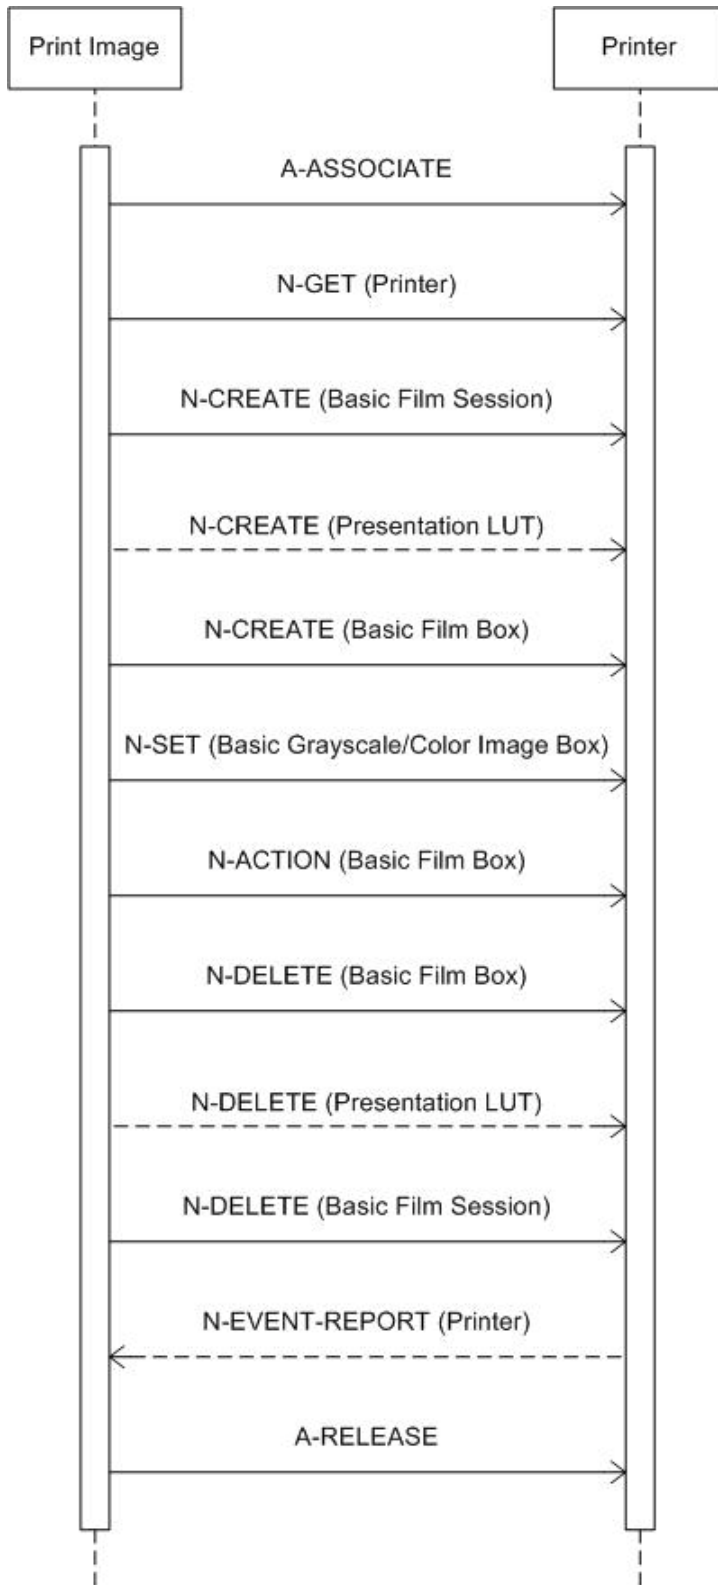 Print Image
Printer
A-ASSOCIATE
N-GET (Printer)
N-CREATE (Basic Film Session)
N-CREATE (Presentation LUT)
N-CREATE (Basic Film Box)
N-SET (Basic Grayscale/Color Image Box)
N-ACTION (Basic Film Box)
N-DELETE (Basic Film Box)
N-DELETE (Presentation LUT)
N-DELETE (Basic Film Session)
N-EVENT-REPORT (Printer)
A-RELEASE